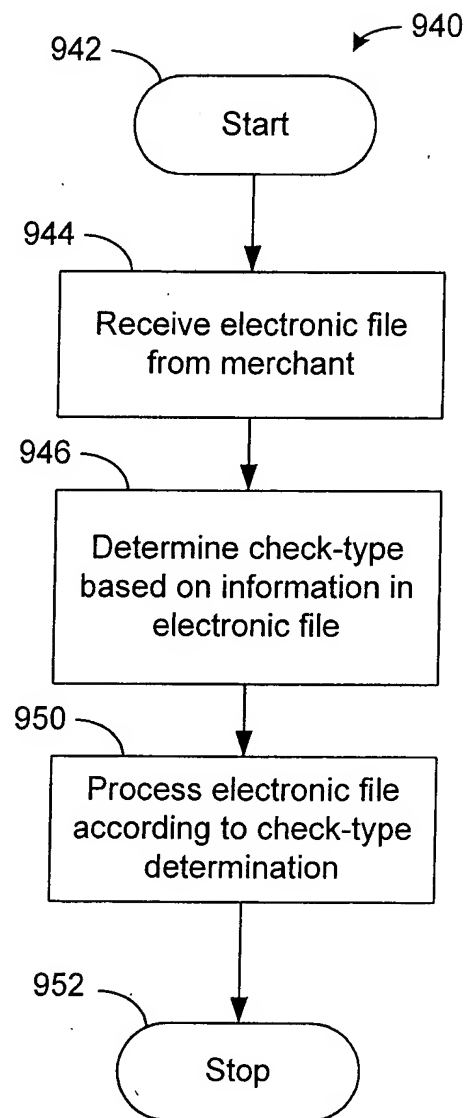 940
942
Start
944
Receive electronic file
from merchant
946
Determine check-type
based on information in
electronic file
950
Process electronic file
according to check-type
determination
952
Stop